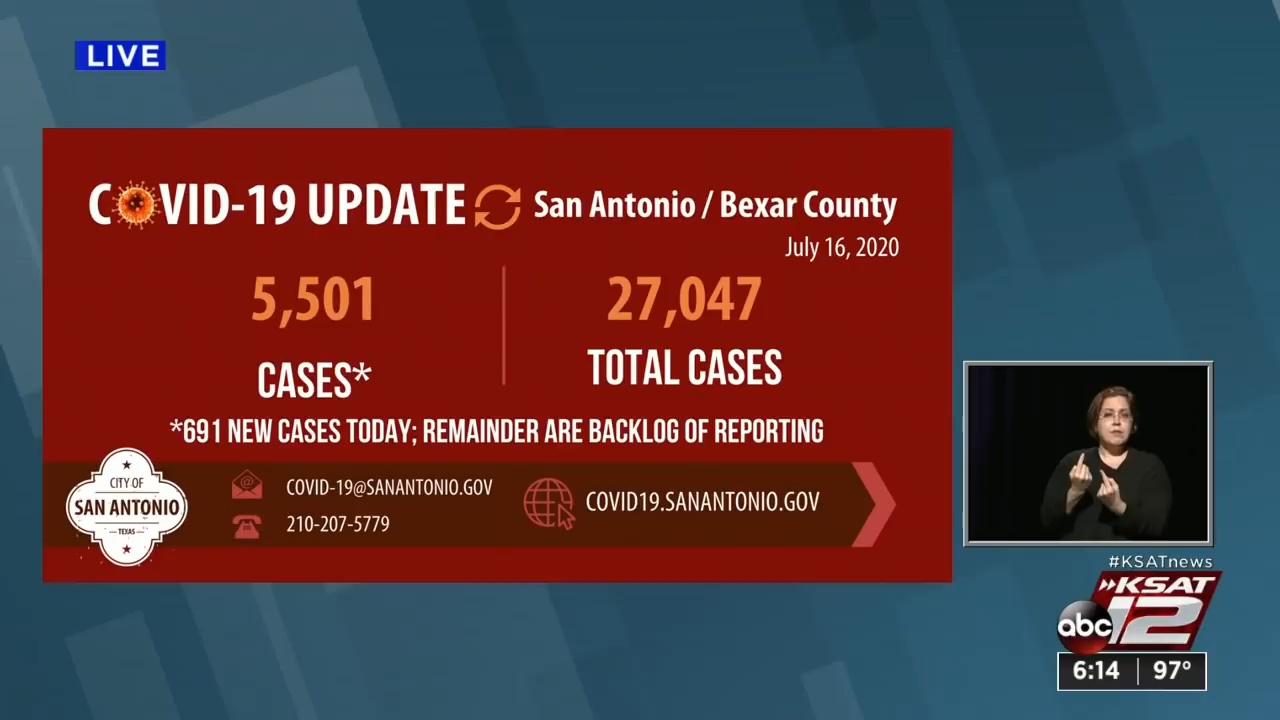 LIVE
COVID-19 UPDATE
San Antonio / Bexar County
July 16, 2020
5,501
CASES*
27,047
TOTAL CASES
*691 NEW CASES TODAY; REMAINDER ARE BACKLOG OF REPORTING
CITY OF
SAN ANTONIO
TEXAS
@
COVID-19@SANANTONIO.GOV
210-207-5779
COVID19.SANANTONIO.GOV
#KSATnews
KSAT
abc 12
6:14 97°